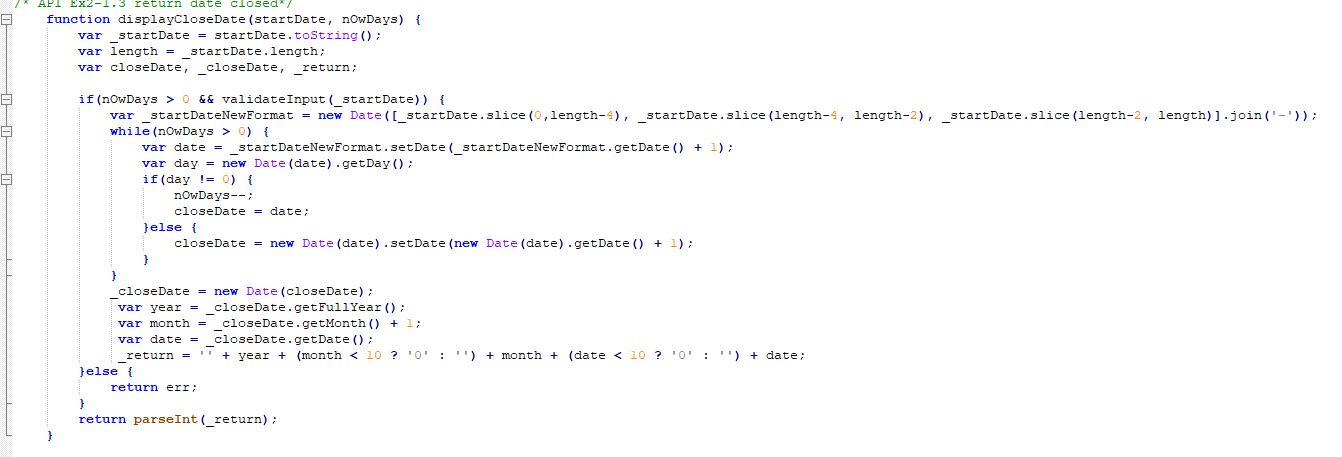 /* API Ex2-1.3 return date closed*/
function displayCloseDate(startDate, nOwDays) {
var _startDate = startDate.toString();
var length = _startDate.length;
var closeDate, _closeDate, _return;
if(nOwDays > 0 && validateInput(_startDate)) {
var _startDateNewFormat = new Date([_startDate.slice(0,length-4), _startDate.slice(length-4, length-2), _startDate.slice(length-2, length)].join('-'));
while(nOwDays > 0) {
var date = _startDateNewFormat.setDate(_startDateNewFormat.getDate() + 1);
var day = new Date(date).getDay();
if(day != 0) {
nOwDays--;
closeDate = date;
}else {
closeDate = new Date(date).setDate(new Date(date).getDate() + 1);
}
}
_closeDate = new Date(closeDate);
var year = _closeDate.getFullYear();
var month = _closeDate.getMonth() + 1;
var date = _closeDate.getDate();
_return = '' + year + (month < 10 ? '0' : '') + month + (date < 10 ? '0' : '') + date;
}else {
return err;
}
return parseInt(_return);
}